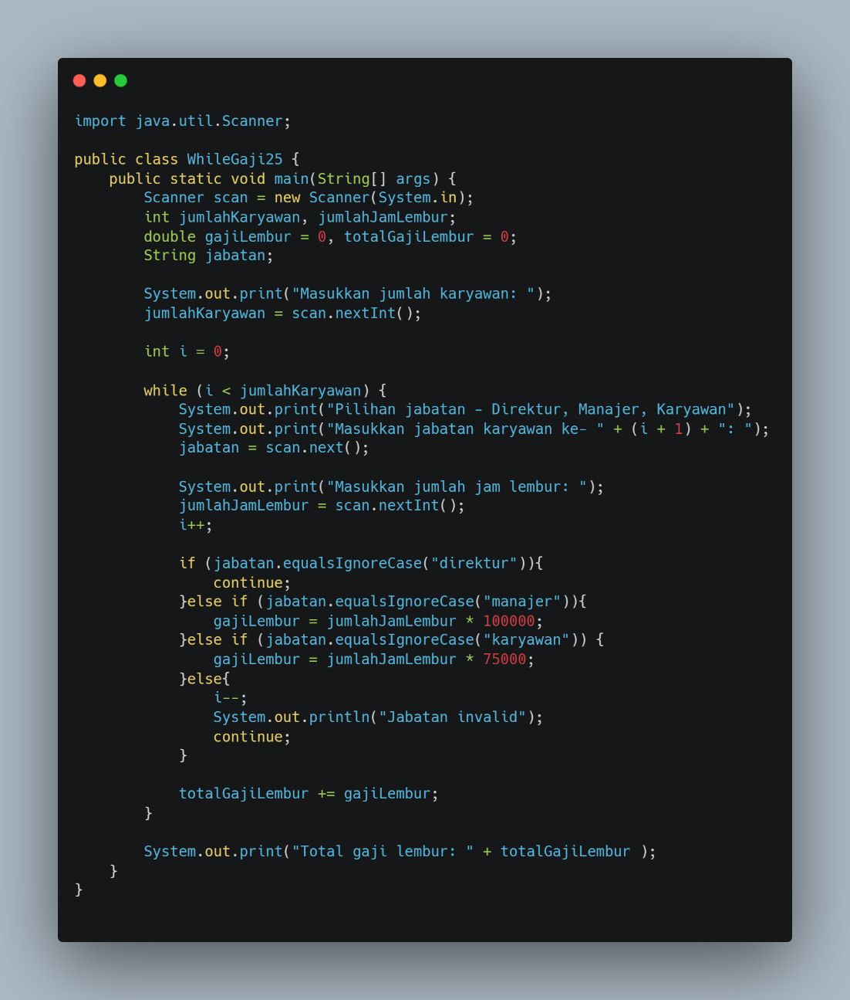 import java.util.Scanner;

public class WhileGaji25 {
    public static void main(String[] args) {
        Scanner scan = new Scanner(System.in);
        int jumlahKaryawan, jumlahJamLembur;
        double gajiLembur = 0, totalGajiLembur = 0;
        String jabatan;

        System.out.print("Masukkan jumlah karyawan: ");
        jumlahKaryawan = scan.nextInt();

        int i = 0;

        while (i < jumlahKaryawan) {
            System.out.print("Pilihan jabatan - Direktur, Manajer, Karyawan");
            System.out.print("Masukkan jabatan karyawan ke- " + (i + 1) + ": ");
            jabatan = scan.next();

            System.out.print("Masukkan jumlah jam lembur: ");
            jumlahJamLembur = scan.nextInt();
            i++;

            if (jabatan.equalsIgnoreCase("direktur")){
                continue;
            }else if (jabatan.equalsIgnoreCase("manajer")){
                gajiLembur = jumlahJamLembur * 100000;
            }else if (jabatan.equalsIgnoreCase("karyawan")) {
                gajiLembur = jumlahJamLembur * 75000;
            }else{
                i--;
                System.out.println("Jabatan invalid");
                continue;
            }

            totalGajiLembur += gajiLembur;
        }

        System.out.print("Total gaji lembur: " + totalGajiLembur );
    }
}